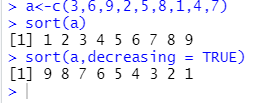 > a<-c(3,6,9,2,5,8,1,4,7)
> sort(a)
[1] 1 2 3 4 5 6 7 8 9
> sort(a,decreasing = TRUE)
[1] 9 8 7 6 5 4 3 2 1
>